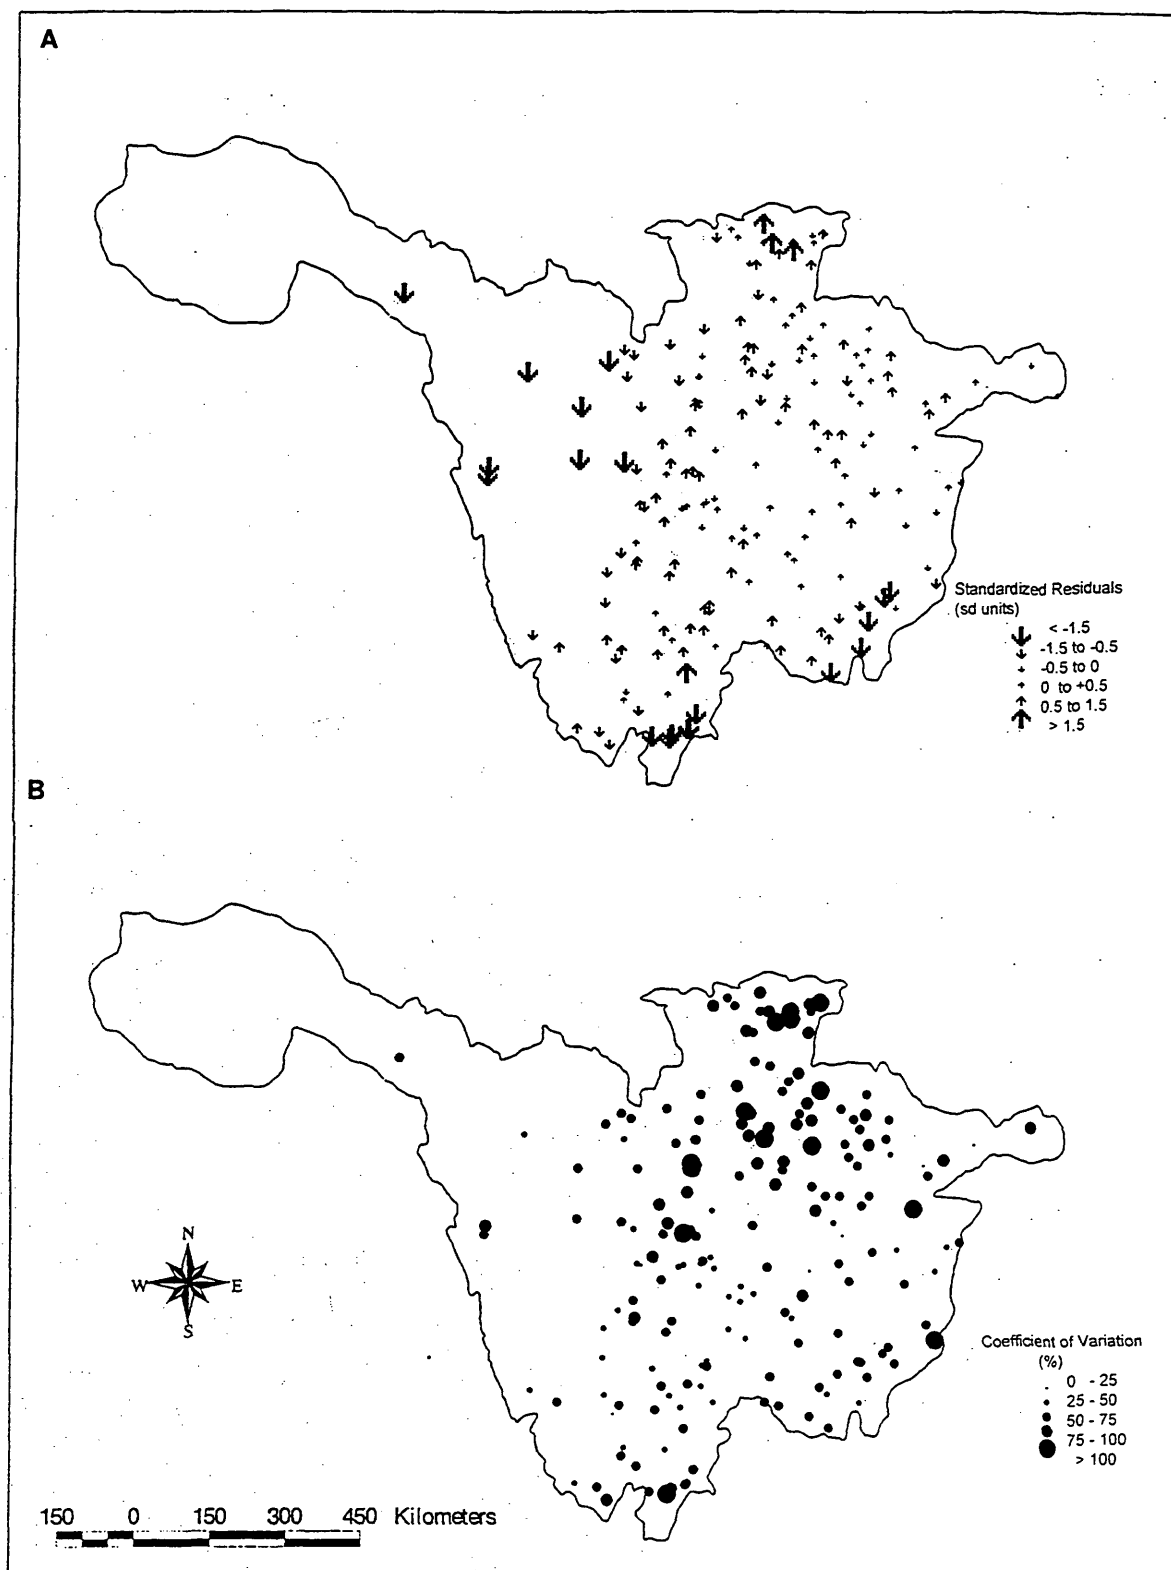 A
Standardized Residuals
(sd units)
< -1.5
-1.5 to -0.5
-0.5 to 0
0 to +0.5
0.5 to 1.5
> 1.5
B
N
W E
S
Coefficient of Variation
(%)
0 - 25
25 - 50
50 - 75
75 - 100
> 100
150 0 150 300 450 Kilometers